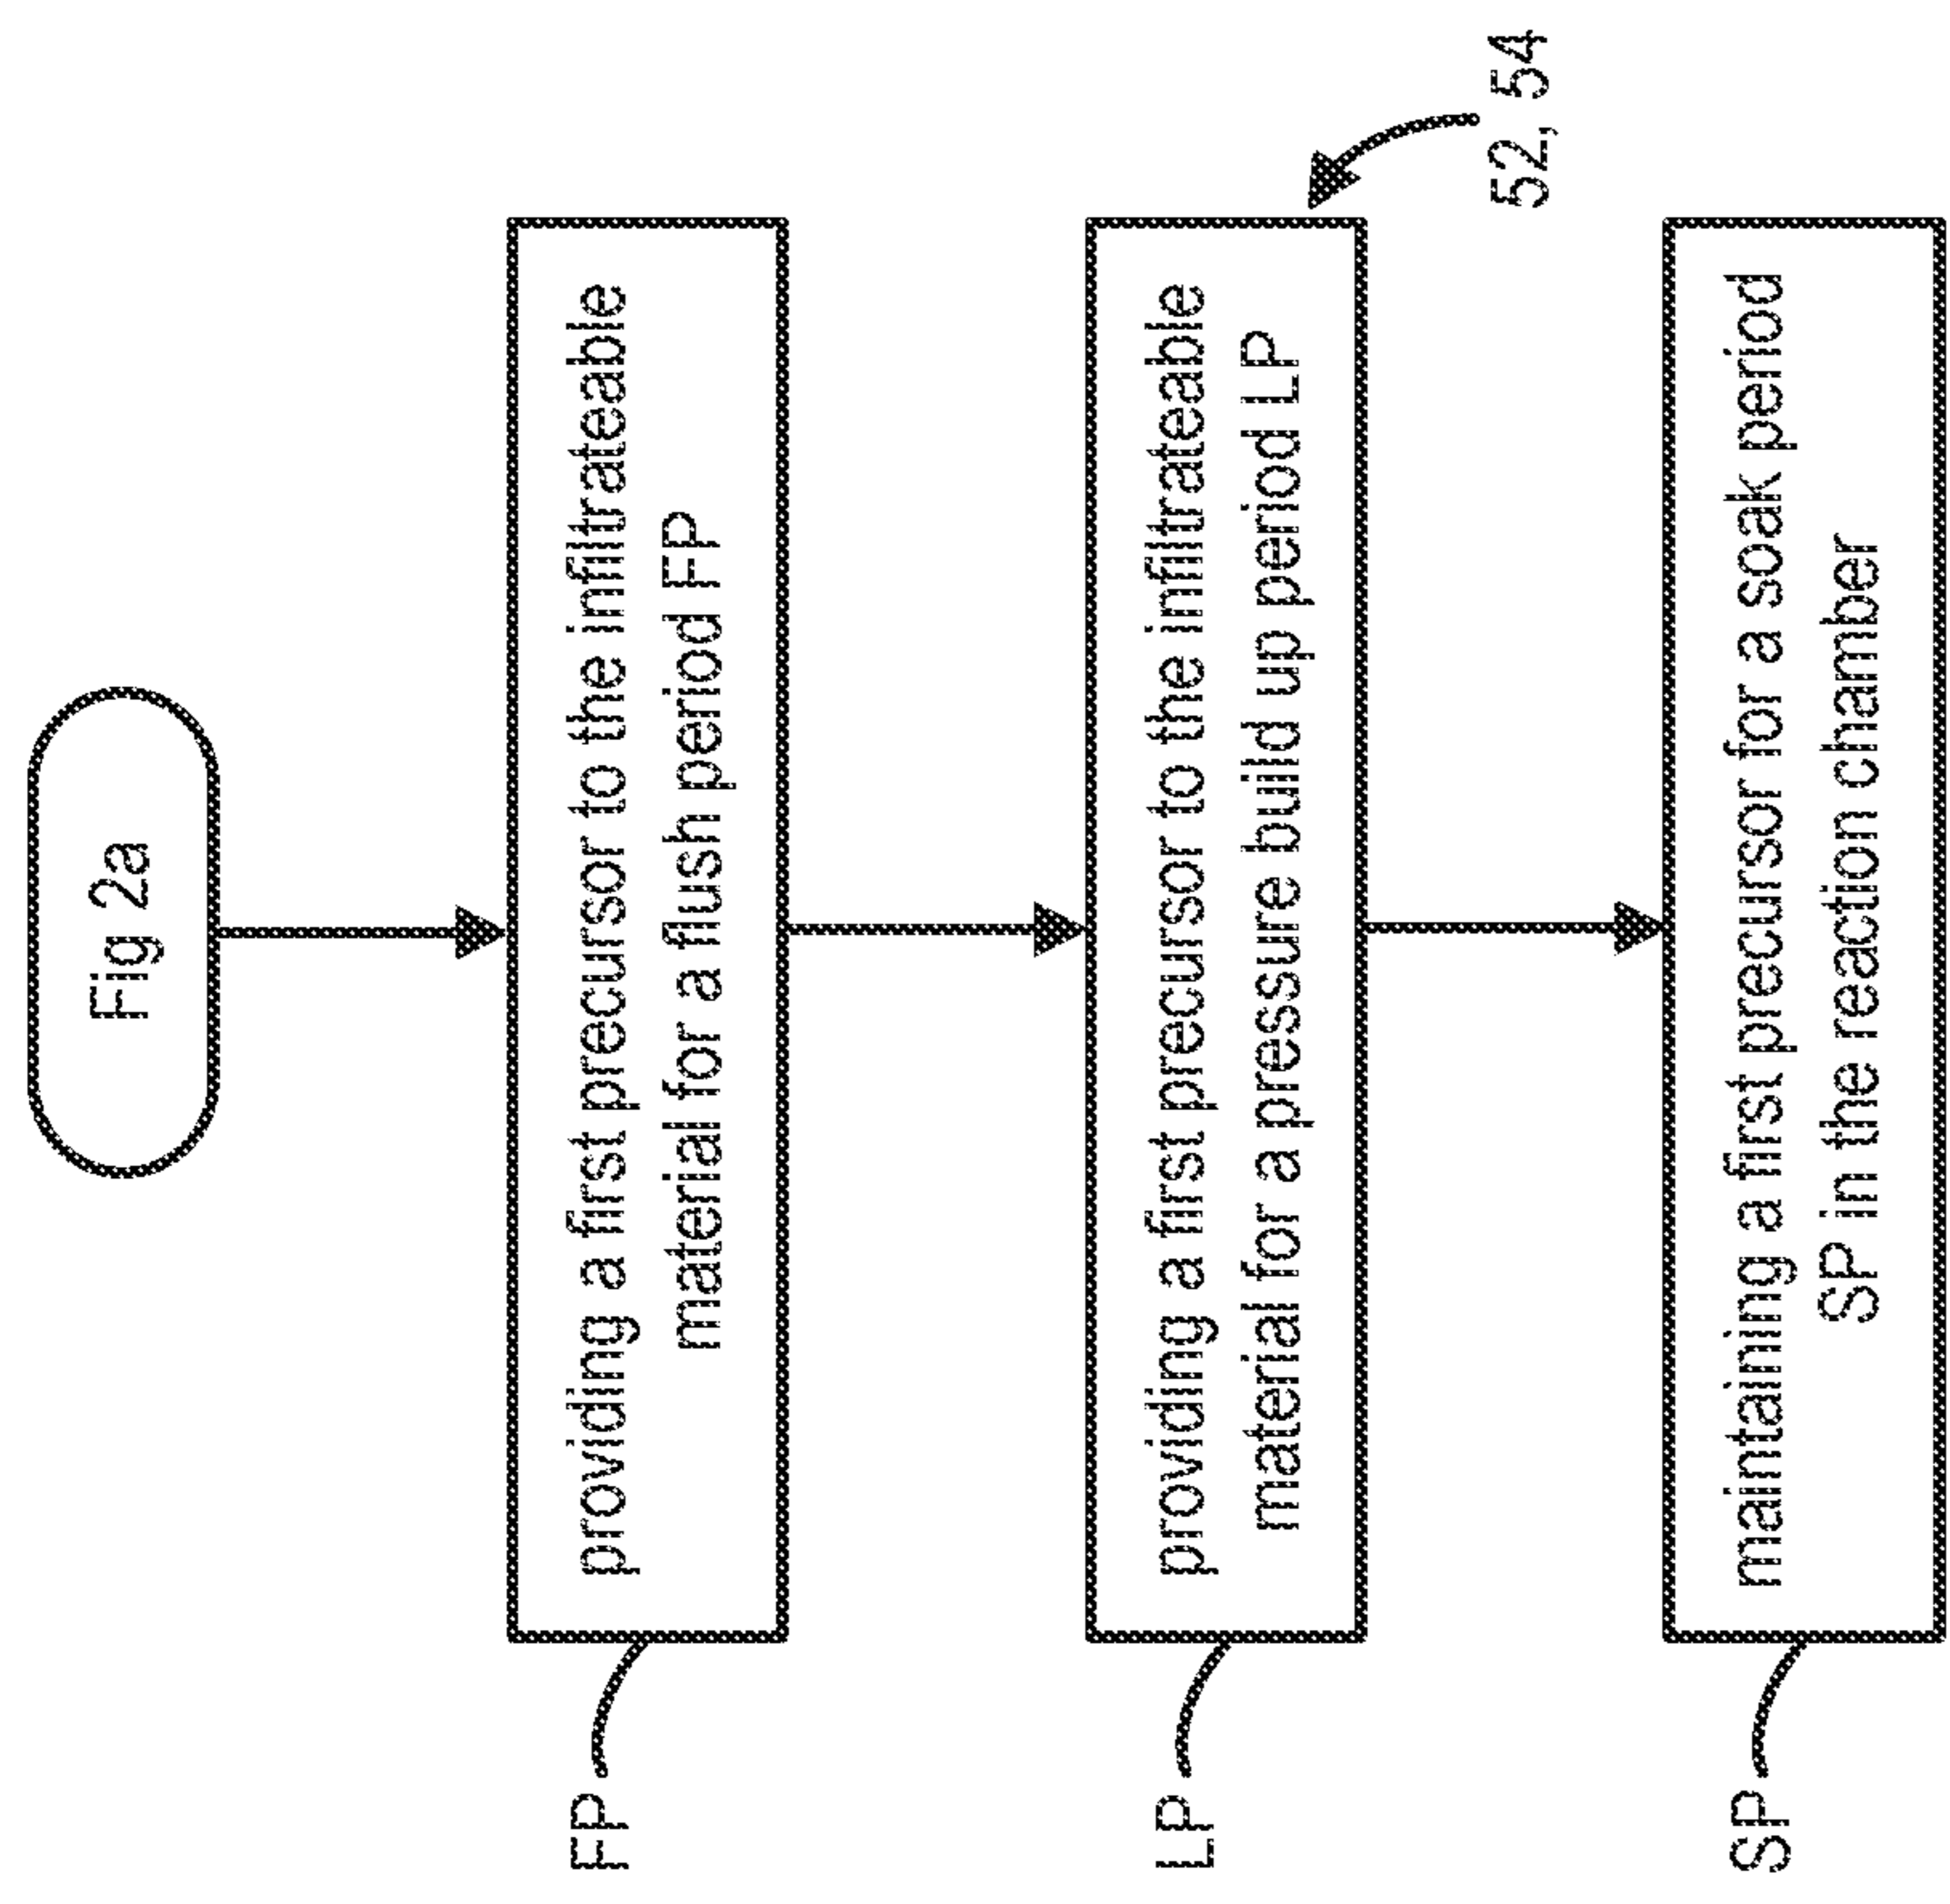 Fig 2a
FP
providing a first precursor to the infiltrateable
material for a flush period FP
LP
providing a first precursor to the infiltrateable
material for a pressure build up period LP
52, 54
SP
maintaining a first precursor for a soak period
SP in the reaction chamber